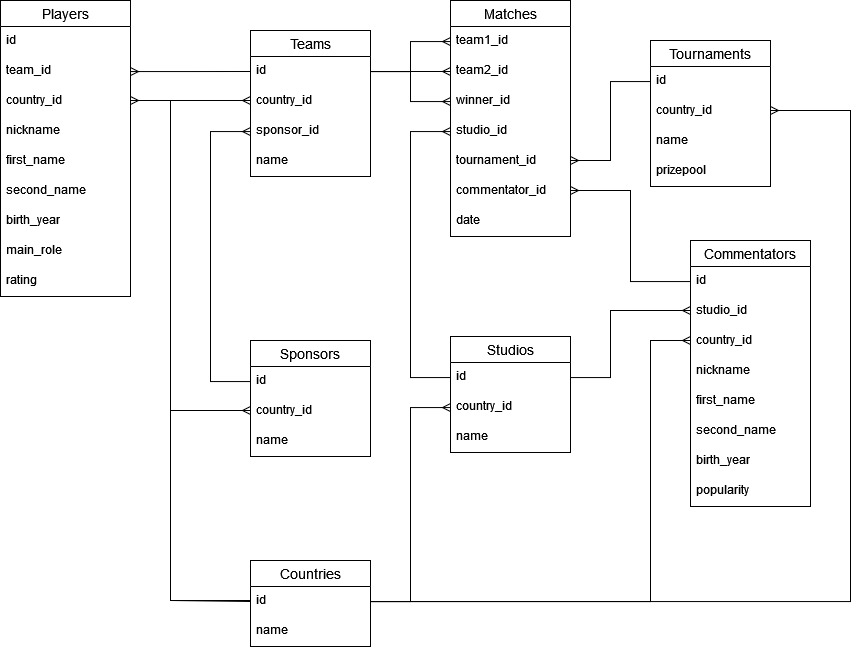 Players
id
team_id
country_id
nickname
first_name
second_name
birth_year
main_role
rating
Teams
id
country_id
sponsor_id
name
Matches
team1_id
team2_id
winner_id
studio_id
tournament_id
commentator_id
date
Tournaments
id
country_id
name
prizepool
Commentators
id
studio_id
country_id
nickname
first_name
second_name
birth_year
popularity
Sponsors
id
country_id
name
Studios
id
country_id
name
Countries
id
name